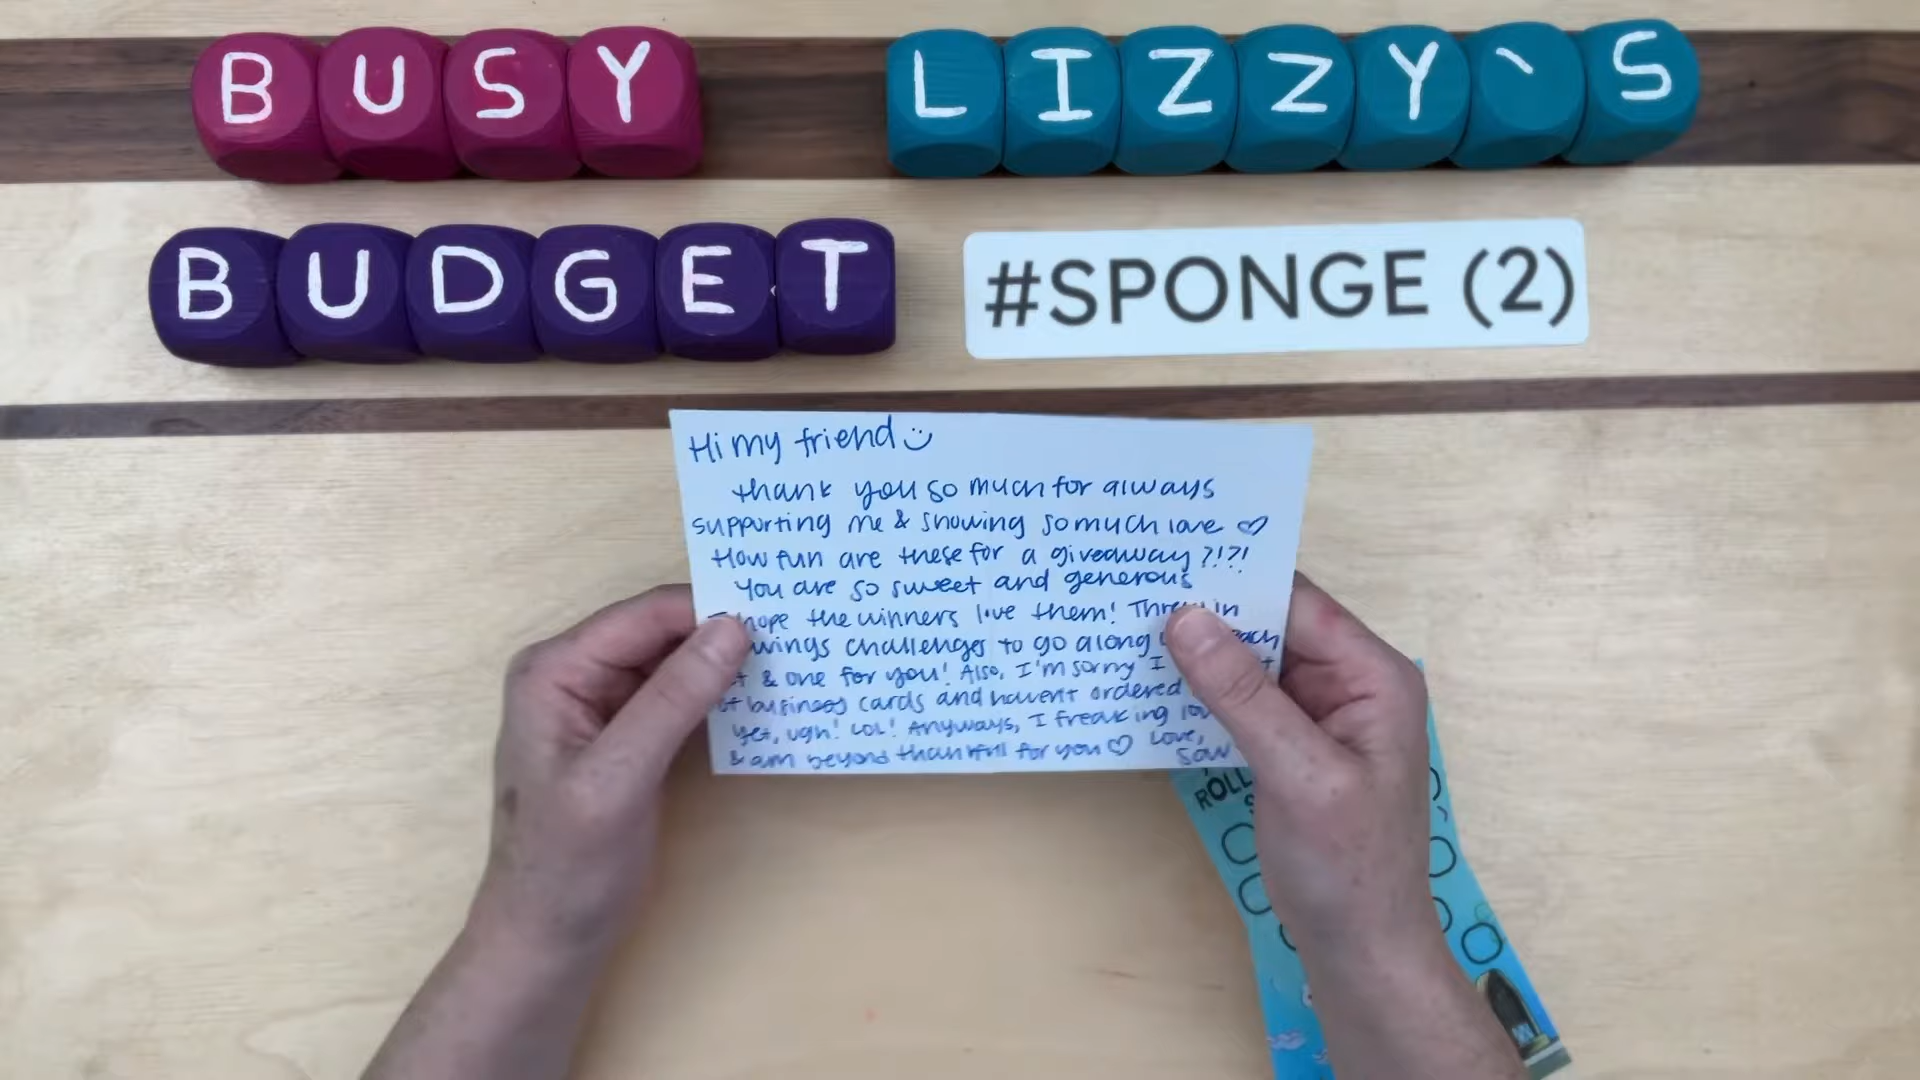 BUSY LIZZY`S
BUDGET #SPONGE (2)
Hi my friend
thank you so much for always
supporting me & showing so much love ♡
How fun are these for a giveaway ?!?!
You are so sweet and generous
hope the winners love them! in
challenges to go along
& one for you! Also, I'm sorry I
business cards and havent ordered
yet, ugh! LOL! Anyways, I freaking
& am beyond thankful for you ♡ Love,
ROLL